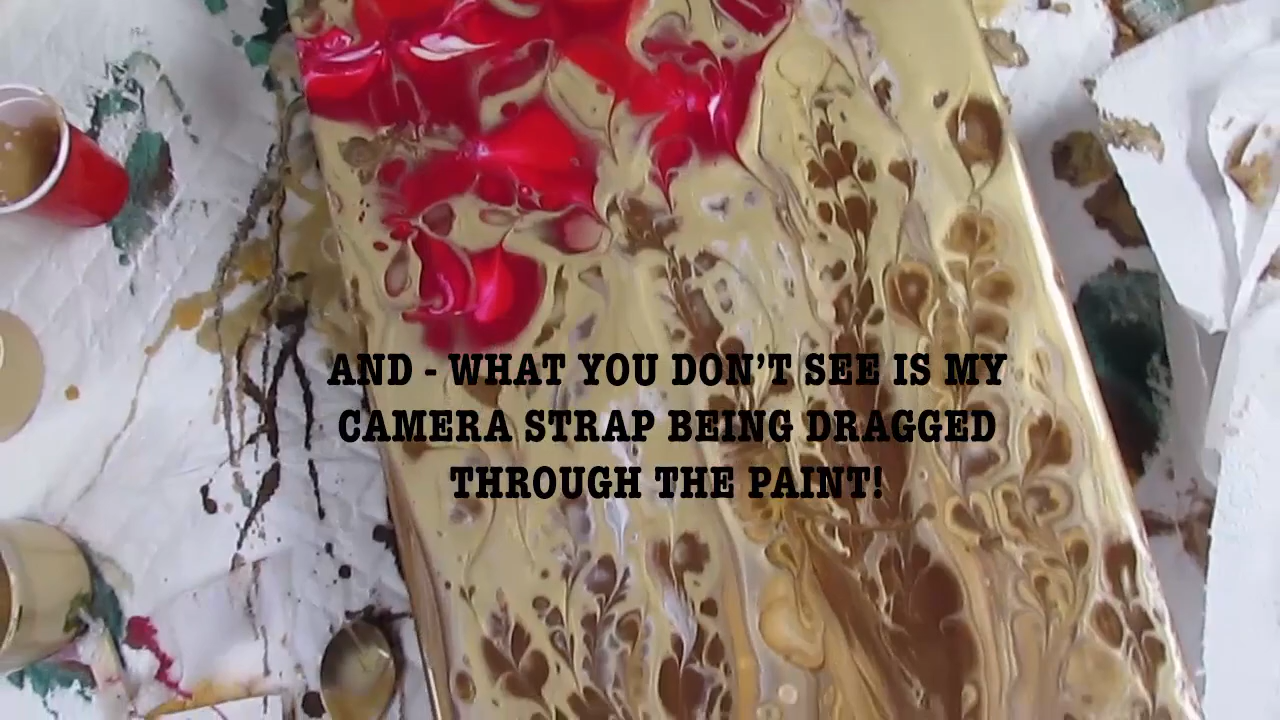 AND - WHAT YOU DON’T SEE IS MY
CAMERA STRAP BEING DRAGGED
THROUGH THE PAINT!